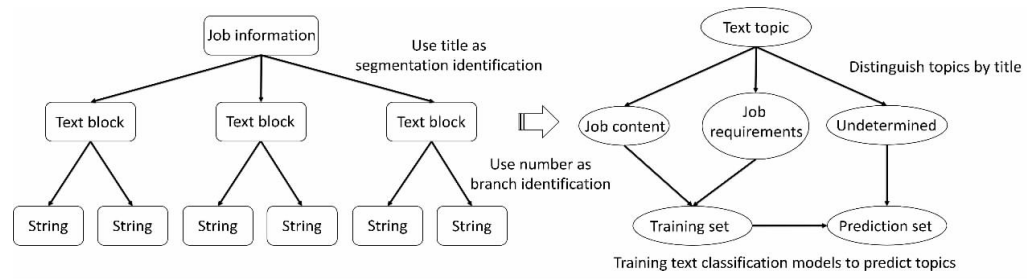 Job information
Use title as
segmentation identification
Text block
Text block
Text block
Use number as
branch identification
String
String
String
String
String
String
Text topic
Distinguish topics by title
Job content
Job
requirements
Undetermined
Training set
Prediction set
Training text classification models to predict topics